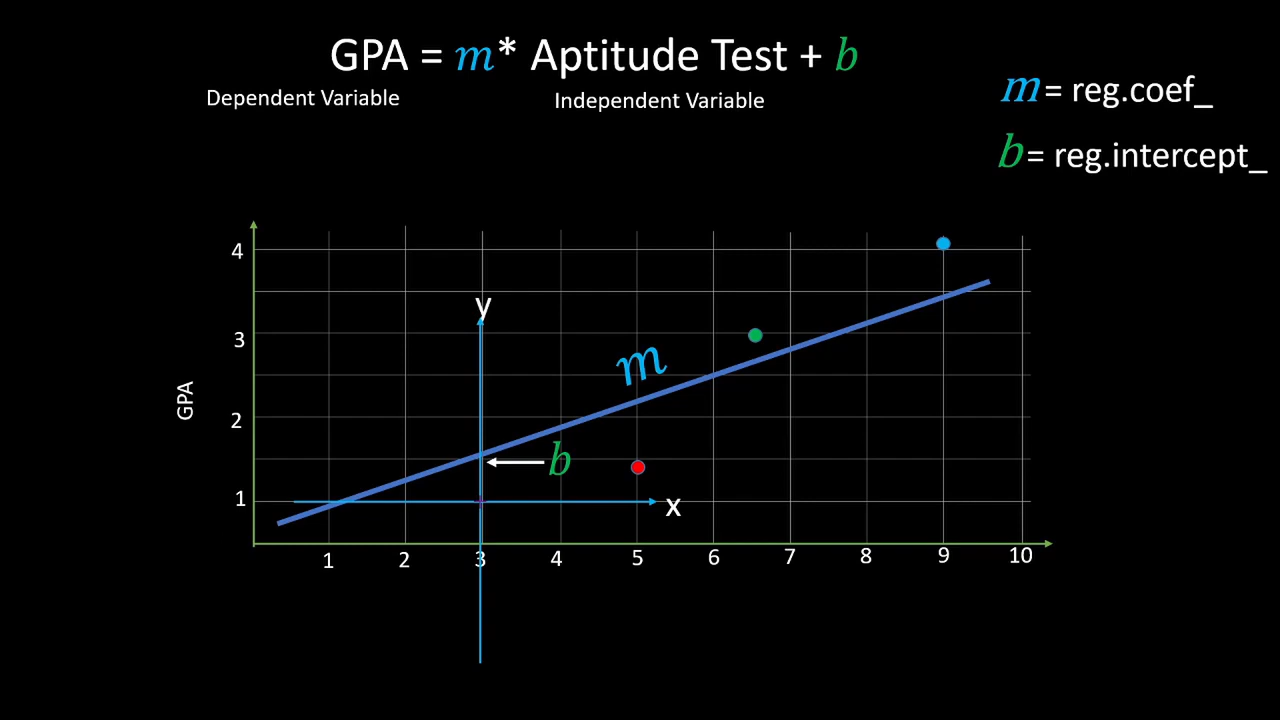 GPA = m* Aptitude Test + b
Dependent Variable
Independent Variable
m= reg.coef_
b= reg.intercept_
4
3
2
1
GPA
y
m
b
x
1 2 3 4 5 6 7 8 9 10